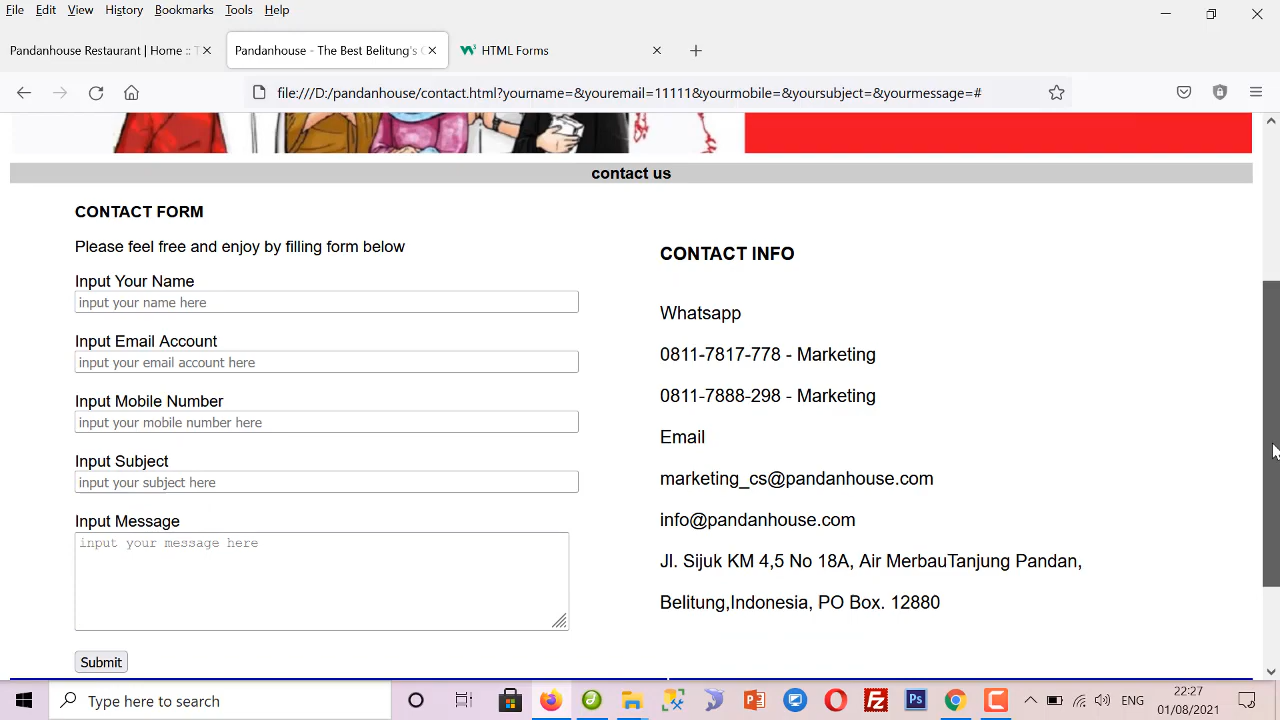 File Edit View History Bookmarks Tools Help
Pandanhouse Restaurant | Home ::
Pandanhouse - The Best Belitung's
HTML Forms
file:///D:/pandanhouse/contact.html?yourname=&youremail=11111&yourmobile=&yoursubject=&yourmessage=#
contact us
CONTACT FORM
Please feel free and enjoy by filling form below
Input Your Name
input your name here
Input Email Account
input your email account here
Input Mobile Number
input your mobile number here
Input Subject
input your subject here
Input Message
input your message here
Submit
CONTACT INFO
Whatsapp
0811-7817-778 - Marketing
0811-7888-298 - Marketing
Email
marketing_cs@pandanhouse.com
info@pandanhouse.com
Jl. Sijuk KM 4,5 No 18A, Air MerbauTanjung Pandan,
Belitung,Indonesia, PO Box. 12880
Type here to search
ENG
22:27
01/08/2021